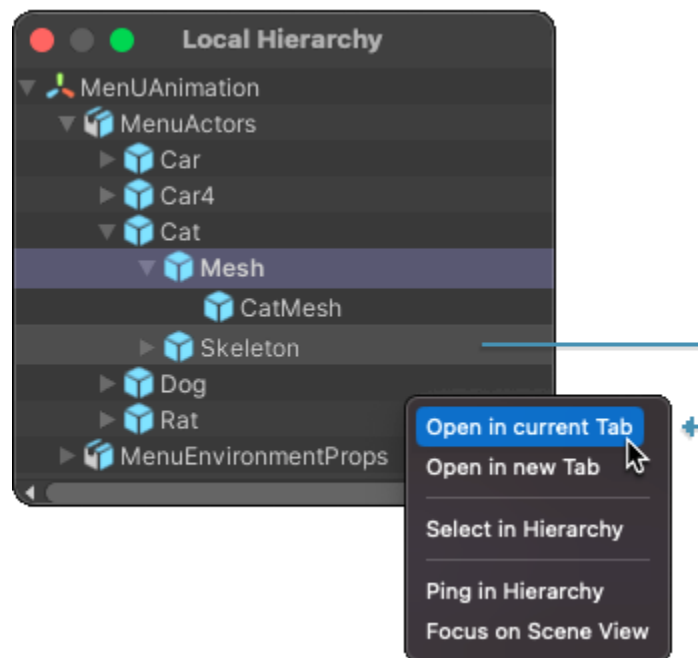 Local Hierarchy
MenUAnimation
MenuActors
Car
Car4
Cat
Mesh
CatMesh
Skeleton
Dog
Rat
MenuEnvironmentProps
Open in current Tab
Open in new Tab
Select in Hierarchy
Ping in Hierarchy
Focus on Scene View